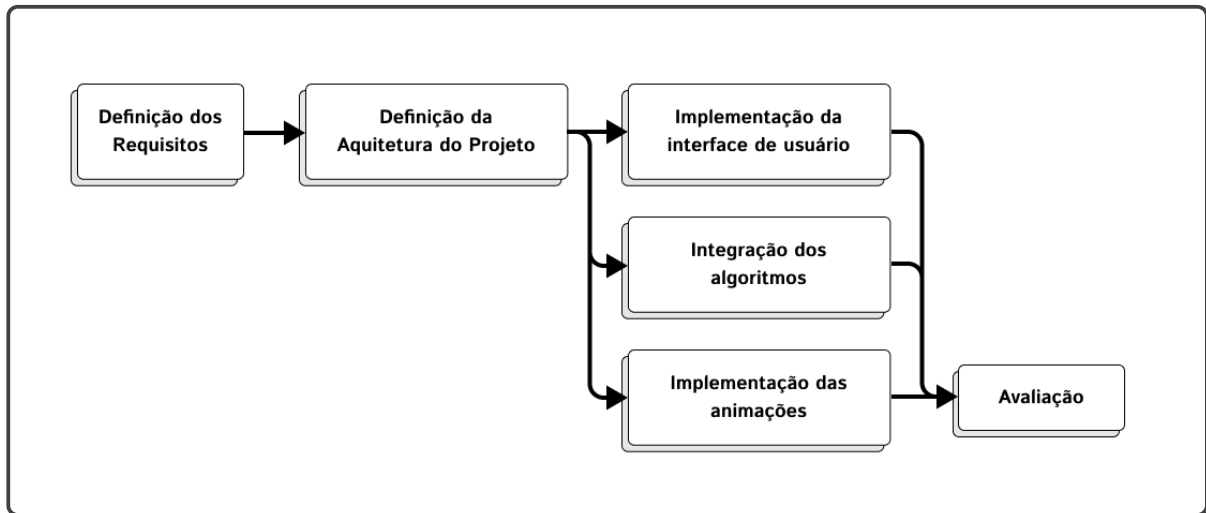 Definição dos
Requisitos
Definição da
Aquitetura do Projeto
Implementação da
interface de usuário
Integração dos
algoritmos
Implementação das
animações
Avaliação